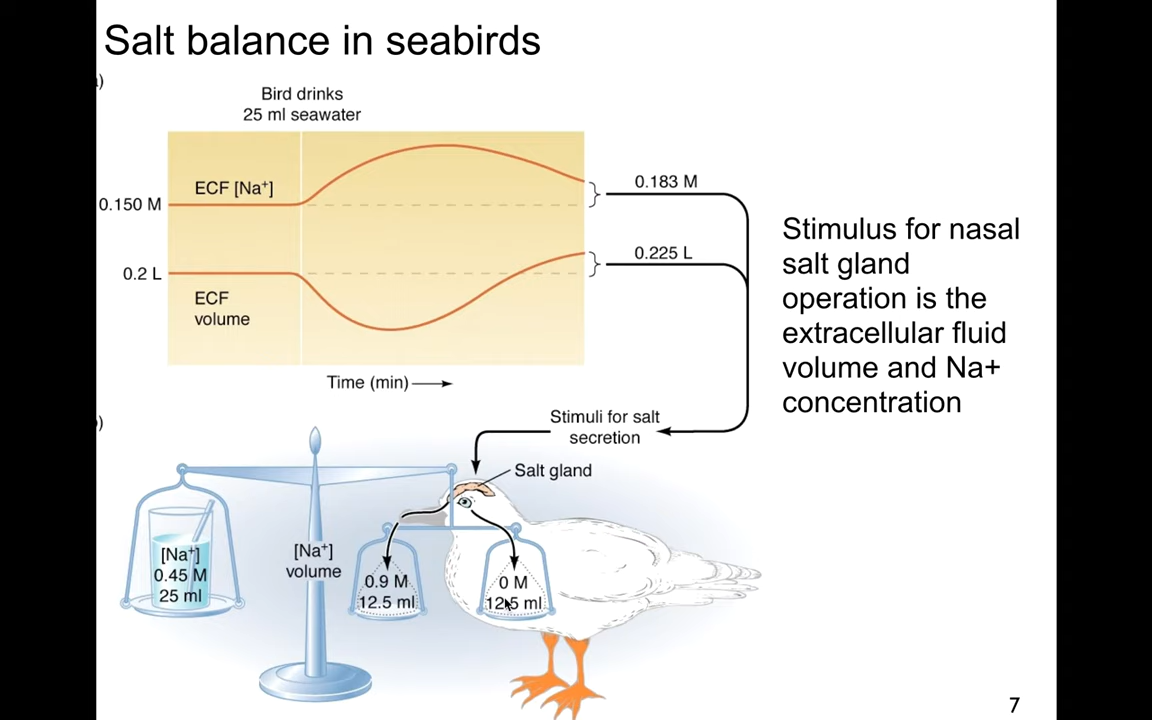 Salt balance in seabirds
)
Bird drinks
25 ml seawater
ECF [Na⁺]
0.183 M
0.150 M
0.225 L
0.2 L
ECF
volume
Time (min)
Stimulus for nasal
salt gland
operation is the
extracellular fluid
volume and Na+
concentration
)
Stimuli for salt
secretion
Salt gland
[Na⁺]
0.45 M
25 ml
[Na⁺]
volume
0.9 M
12.5 ml
0 M
12.5 ml
7